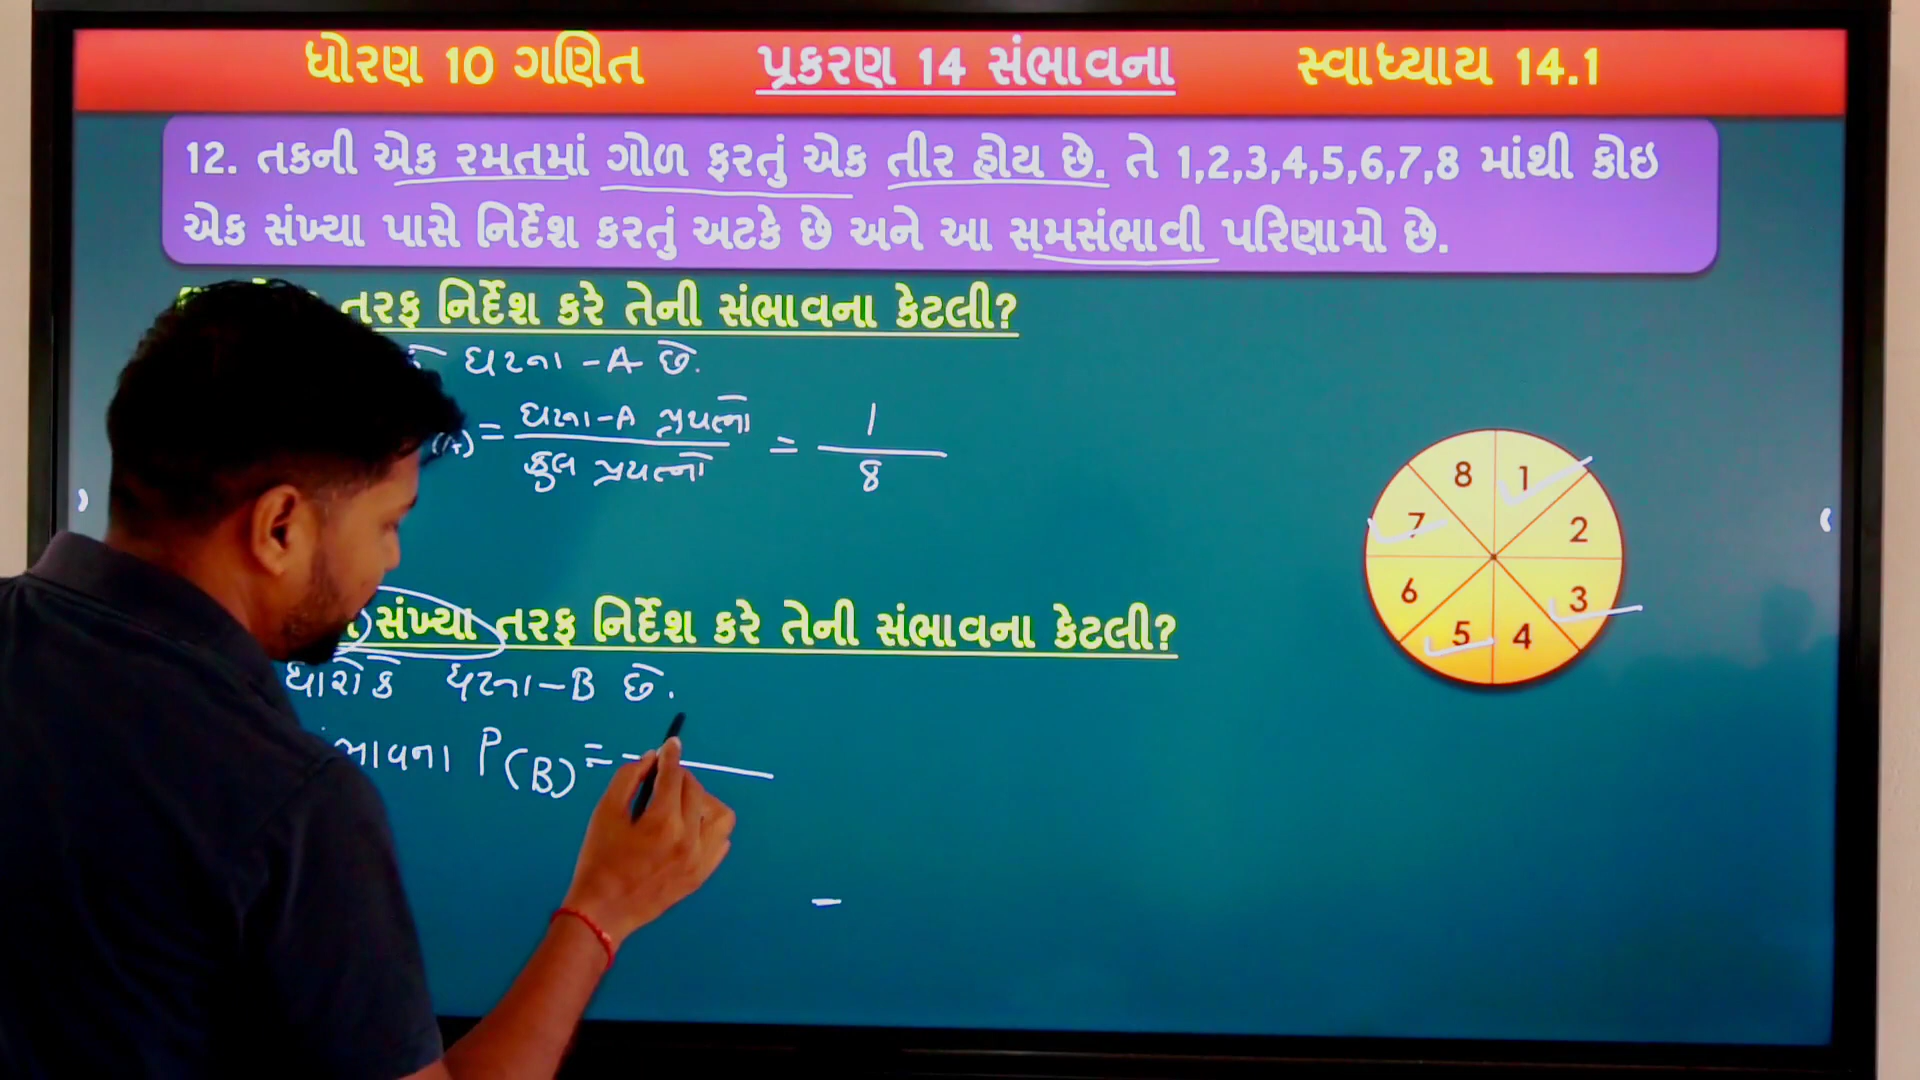 ધોરણ 10 ગણિત પ્રકરણ 14 સંભાવના સ્વાધ્યાય 14.1
12. તકની એક રમતમાં ગોળ ફરતું એક તીર હોય છે. તે 1,2,3,4,5,6,7,8 માંથી કોઇ
એક સંખ્યા પાસે નિર્દેશ કરતું અટકે છે અને આ સમસંભાવી પરિણામો છે.
તરફ નિર્દેશ કરે તેની સંભાવના કેટલી?
ઘટના - A છે.
= ઘટના-A પ્રયત્નો = 1
કુલ પ્રયત્નો 8
સંખ્યા તરફ નિર્દેશ કરે તેની સંભાવના કેટલી?
ધારોકે ઘટના-B છે.
P(B) =
8 1
7 2
6 3
5 4